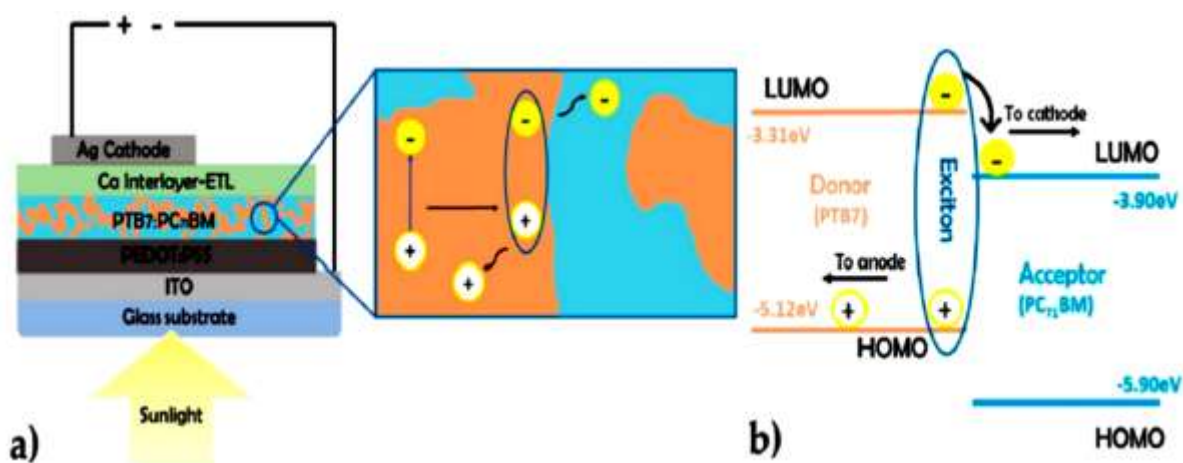 + -
Ag Cathode
Ca Interlayer-ETL
PTB7:PC₇₁BM
PEDOT:PSS
ITO
Glass substrate
Sunlight
a)
-
-
-
+
+
LUMO
-3.31eV
Donor
(PTB7)
To anode
-5.12eV
+
HOMO
-
Exciton
+
-
To cathode
LUMO
-3.90eV
Acceptor
(PC₇₁BM)
-5.90eV
HOMO
b)